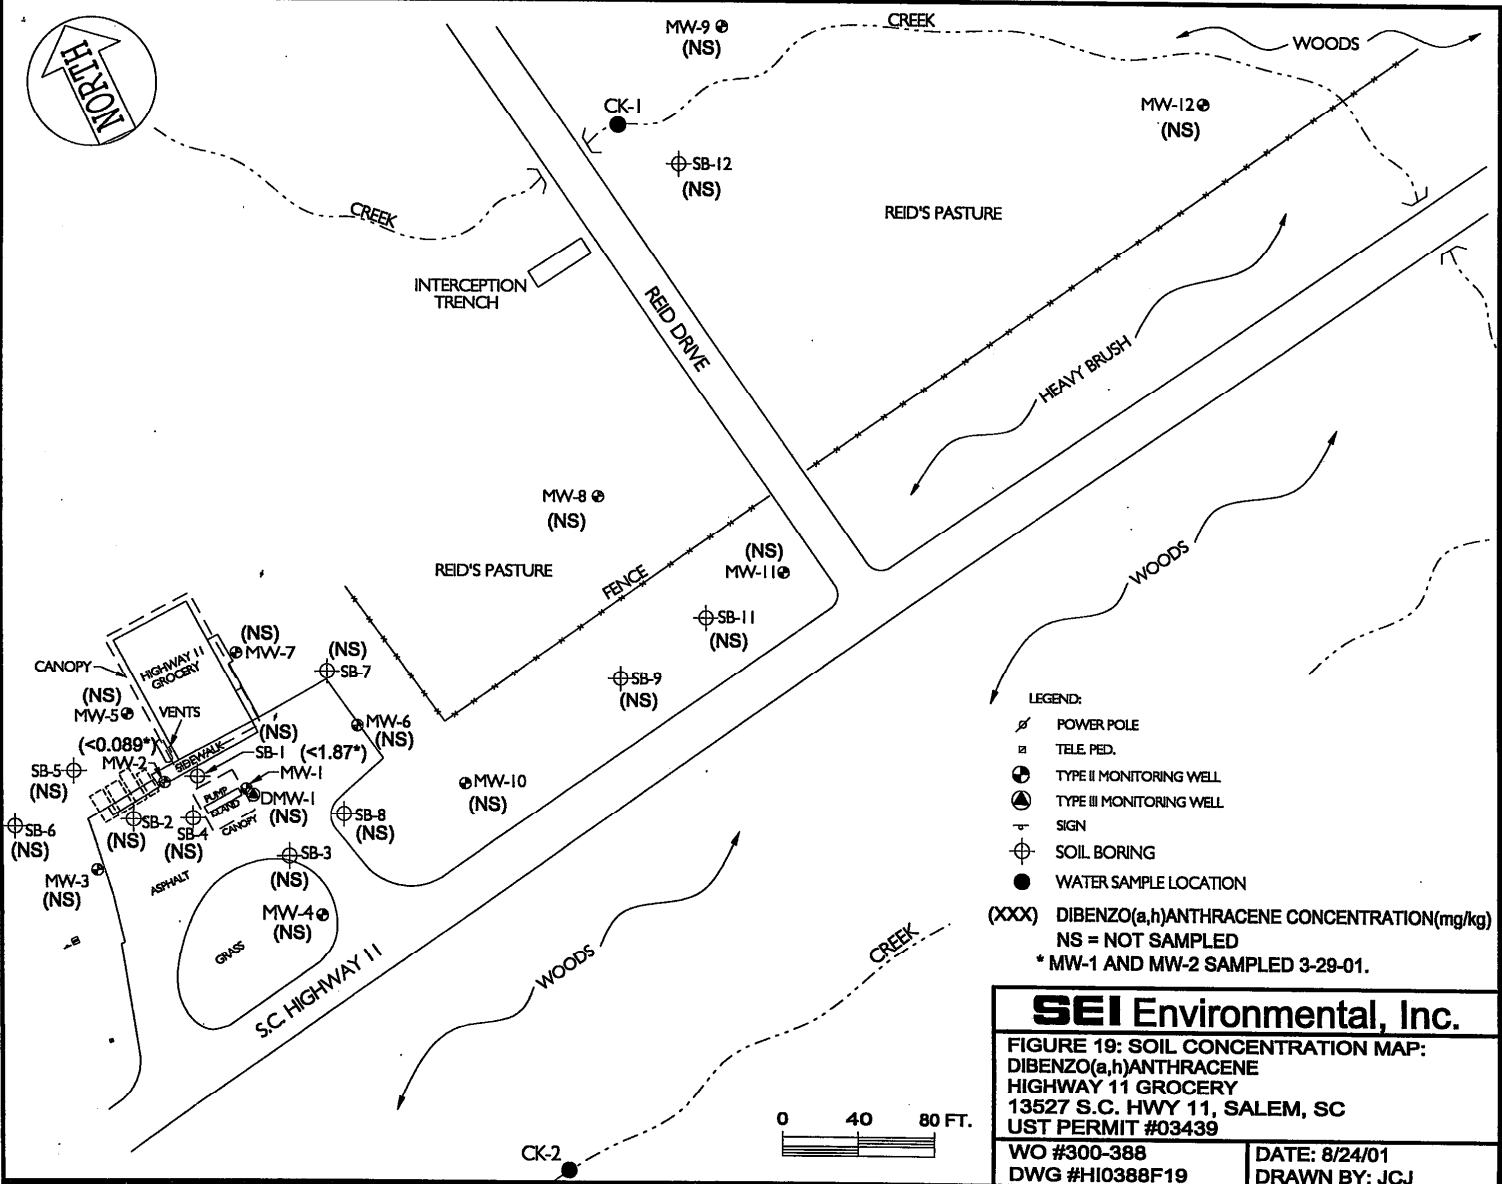 NORTH
MW-9
(NS)
CREEK
WOODS
CK-1
MW-12
(NS)
SB-12
(NS)
CREEK
REID'S PASTURE
INTERCEPTION
TRENCH
REID DRIVE
HEAVY BRUSH
MW-8
(NS)
(NS)
MW-11
REID'S PASTURE
FENCE
WOODS
SB-11
(NS)
(NS)
MW-7
(NS)
SB-7
CANOPY
HIGHWAY 11
GROCERY
SB-9
(NS)
(NS)
MW-5
VENTS
MW-6
(NS)
(<0.089*)
SIDEWALK
(NS)
SB-1
(<1.87*)
MW-2
MW-1
SB-5
(NS)
PUMP
ISLAND
DMW-1
(NS)
CANOPY
MW-10
(NS)
SB-6
(NS)
SB-2
(NS)
SB-4
(NS)
SB-8
(NS)
SB-3
(NS)
MW-3
(NS)
ASPHALT
MW-4
(NS)
GRASS
S.C. HIGHWAY 11
WOODS
CREEK
CK-2
0 40 80 FT.
LEGEND:
POWER POLE
TELE. PED.
TYPE II MONITORING WELL
TYPE III MONITORING WELL
SIGN
SOIL BORING
WATER SAMPLE LOCATION
(XXX) DIBENZO(a,h)ANTHRACENE CONCENTRATION(mg/kg)
NS = NOT SAMPLED
* MW-1 AND MW-2 SAMPLED 3-29-01.
SEI Environmental, Inc.
FIGURE 19: SOIL CONCENTRATION MAP:
DIBENZO(a,h)ANTHRACENE
HIGHWAY 11 GROCERY
13527 S.C. HWY 11, SALEM, SC
UST PERMIT #03439
WO #300-388
DWG #HI0388F19
DATE: 8/24/01
DRAWN BY: JCJ